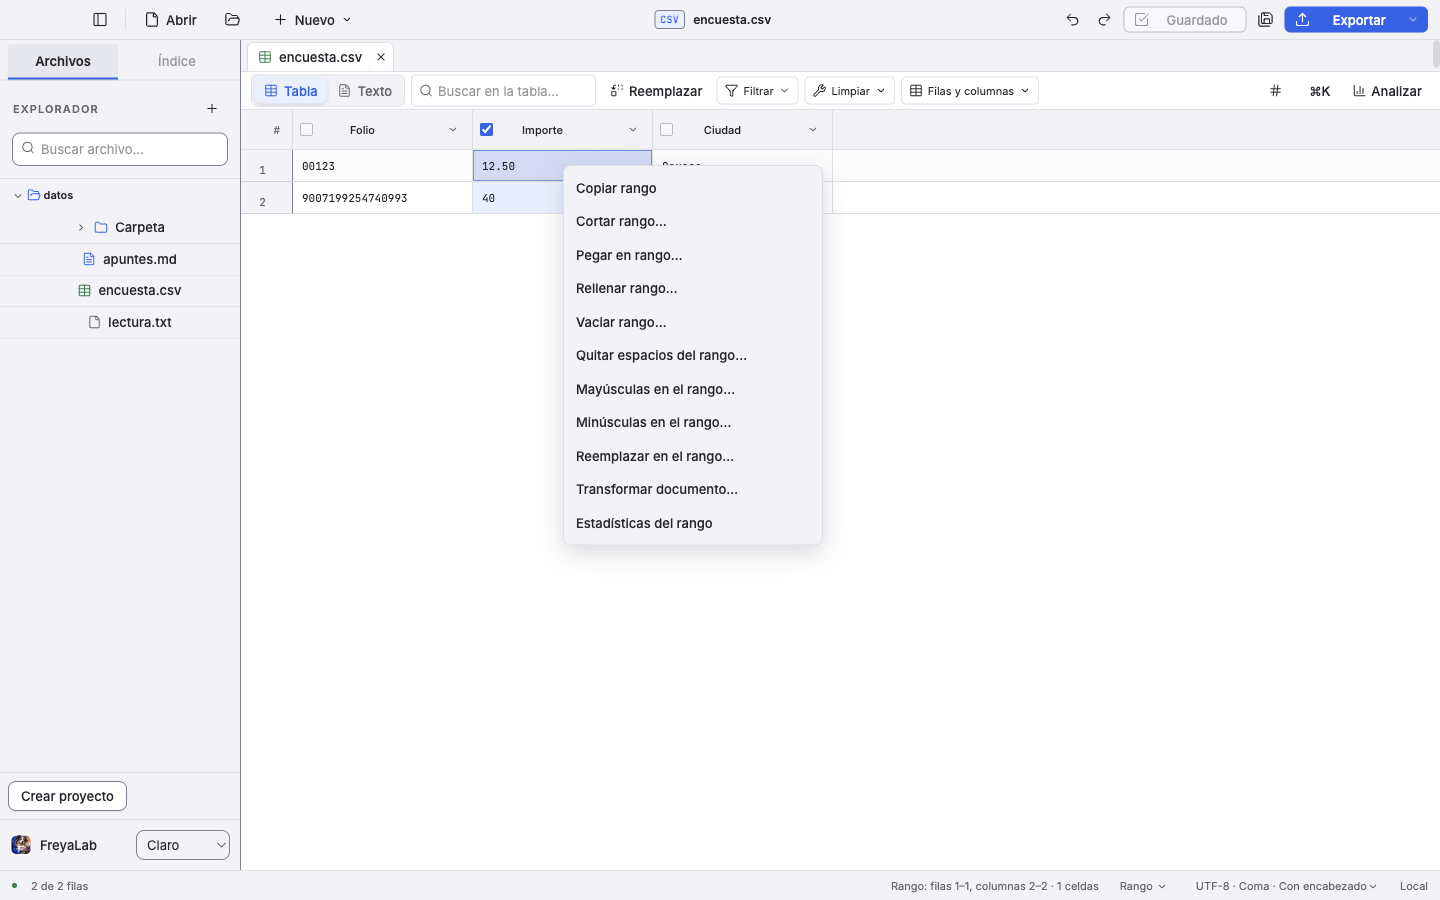 Abrir
Nuevo
CSV encuesta.csv
Guardado
Exportar
Archivos
Índice
encuesta.csv
EXPLORADOR
Buscar archivo...
datos
Carpeta
apuntes.md
encuesta.csv
lectura.txt
Crear proyecto
FreyaLab
Claro
Tabla
Texto
Buscar en la tabla...
Reemplazar
Filtrar
Limpiar
Filas y columnas
#
⌘K
Analizar
# Folio Importe Ciudad
1 00123 12.50
2 9007199254740993 40
Copiar rango
Cortar rango...
Pegar en rango...
Rellenar rango...
Vaciar rango...
Quitar espacios del rango...
Mayúsculas en el rango...
Minúsculas en el rango...
Reemplazar en el rango...
Transformar documento...
Estadísticas del rango
2 de 2 filas
Rango: filas 1–1, columnas 2–2 · 1 celdas
Rango
UTF-8 · Coma · Con encabezado
Local